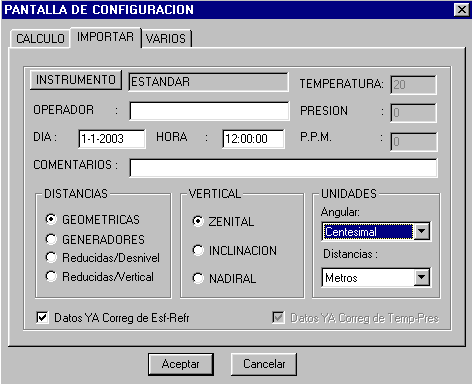 PANTALLA DE CONFIGURACION
CALCULO IMPORTAR VARIOS
INSTRUMENTO ESTANDAR TEMPERATURA: 20
OPERADOR : PRESION : 0
DIA : 1-1-2003 HORA : 12:00:00 P.P.M. : 0
COMENTARIOS :
DISTANCIAS VERTICAL UNIDADES
GEOMETRICAS ZENITAL Angular:
GENERADORES Centesimal
Reducidas/Desnivel INCLINACION Distancias :
Reducidas/Vertical NADIRAL Metros
Datos YA Correg de Esf-Refr Datos YA Correg de Temp-Pres
Aceptar Cancelar